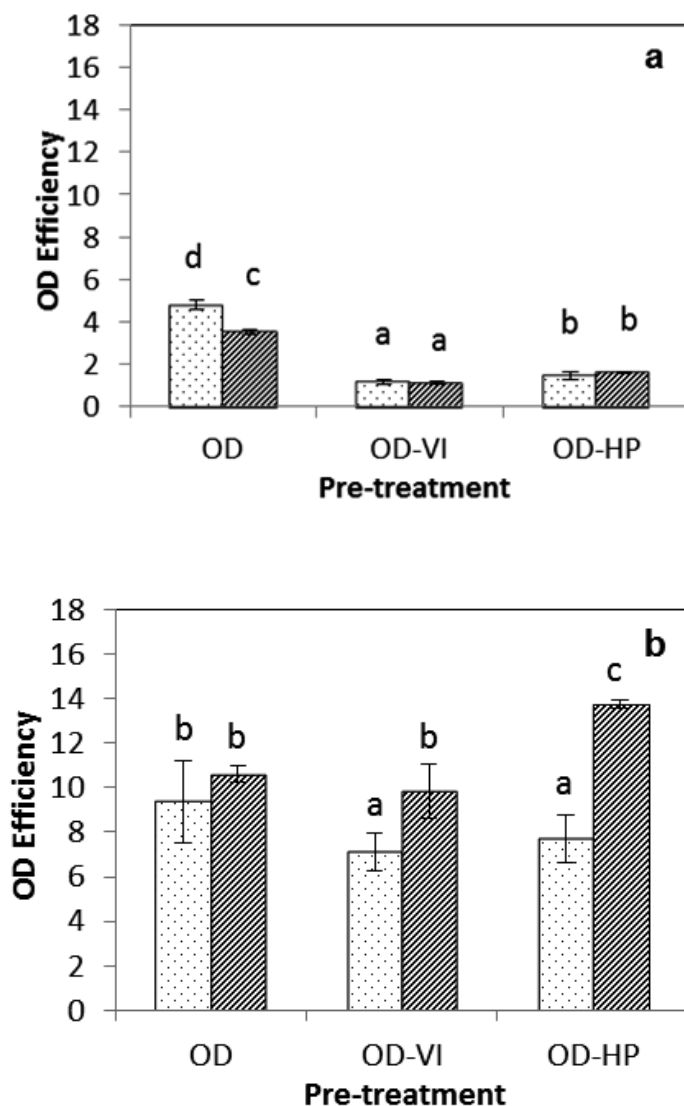 18
a
16
14
12
10
8
6
4
2
0
OD Efficiency
d
c
a
a
b
b
OD
OD-VI
OD-HP
Pre-treatment
18
b
16
14
12
10
8
6
4
2
0
OD Efficiency
b
b
a
b
a
c
OD
OD-VI
OD-HP
Pre-treatment